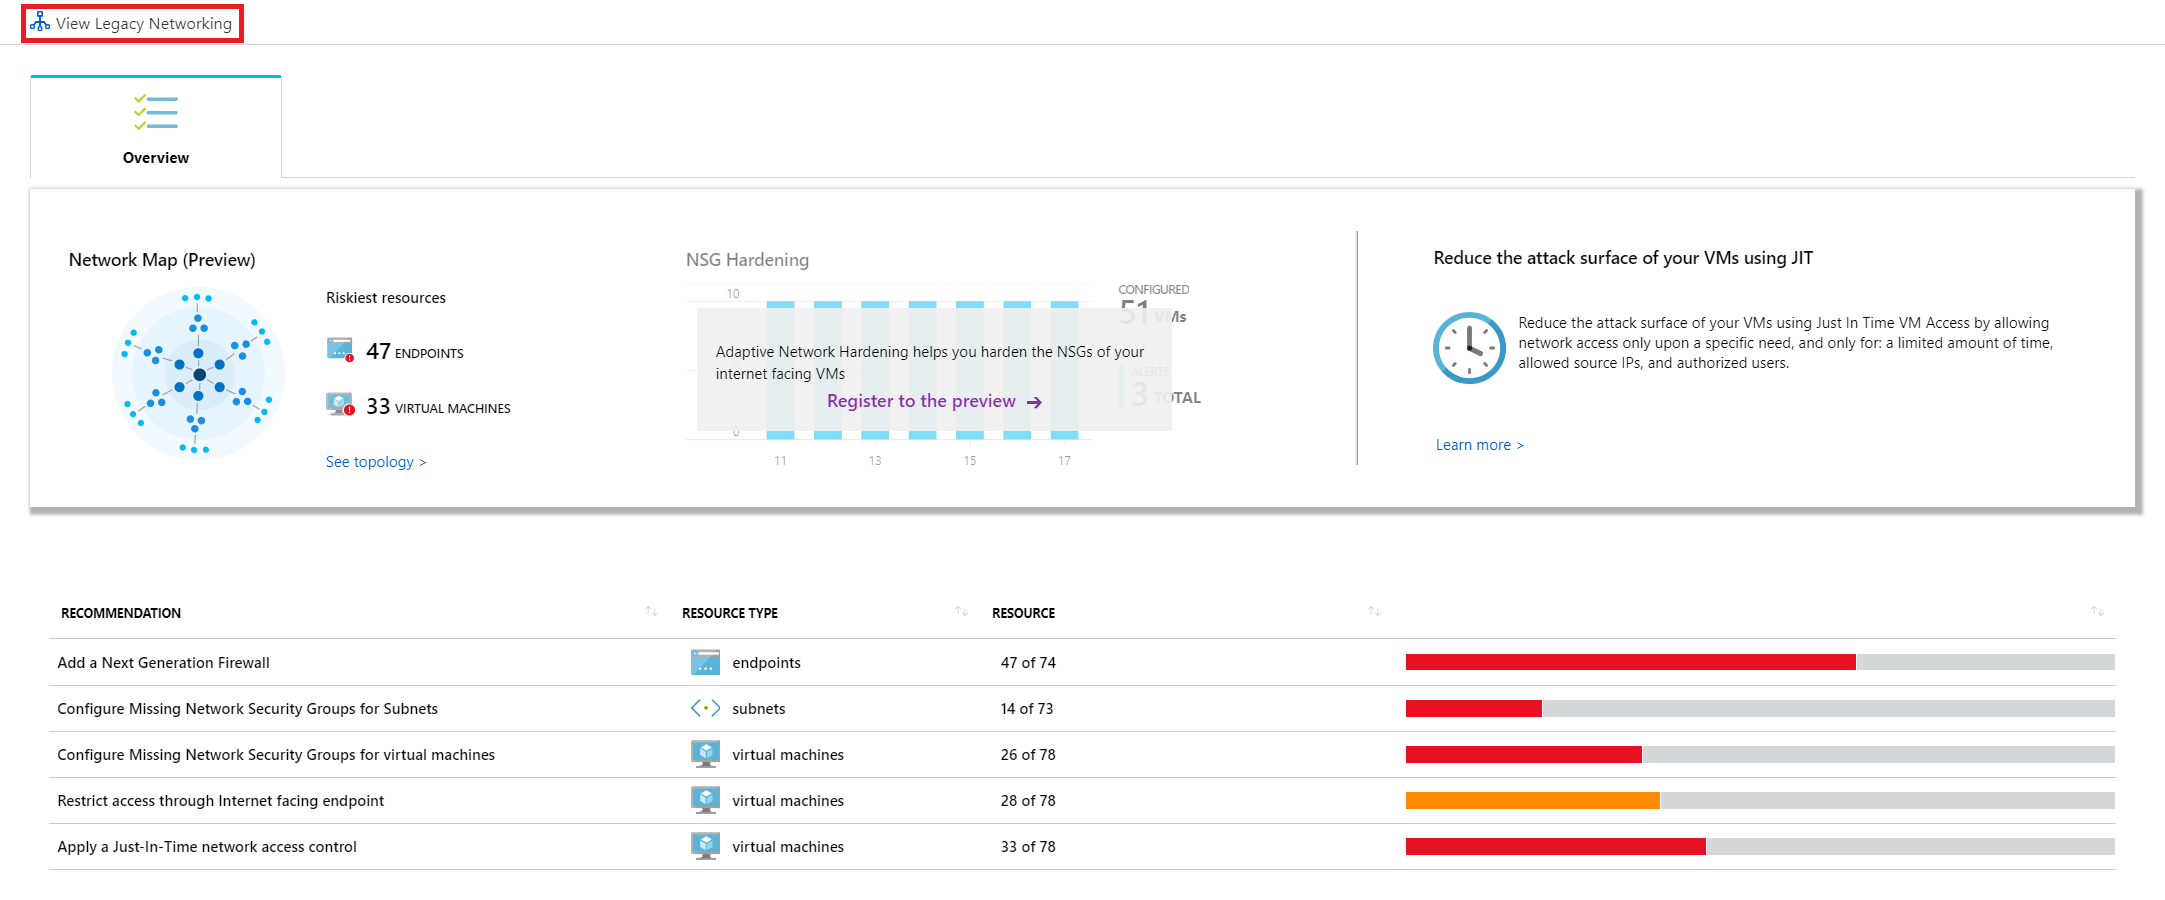 View Legacy Networking
Overview
Network Map (Preview)
Riskiest resources
47 ENDPOINTS
33 VIRTUAL MACHINES
See topology >
NSG Hardening
10
0
11 13 15 17
CONFIGURED
51 VMs
ALERTS
3 TOTAL
Adaptive Network Hardening helps you harden the NSGs of your
internet facing VMs
Register to the preview →
Reduce the attack surface of your VMs using JIT
Reduce the attack surface of your VMs using Just In Time VM Access by allowing
network access only upon a specific need, and only for: a limited amount of time,
allowed source IPs, and authorized users.
Learn more >
RECOMMENDATION RESOURCE TYPE RESOURCE
Add a Next Generation Firewall endpoints 47 of 74
Configure Missing Network Security Groups for Subnets subnets 14 of 73
Configure Missing Network Security Groups for virtual machines virtual machines 26 of 78
Restrict access through Internet facing endpoint virtual machines 28 of 78
Apply a Just-In-Time network access control virtual machines 33 of 78